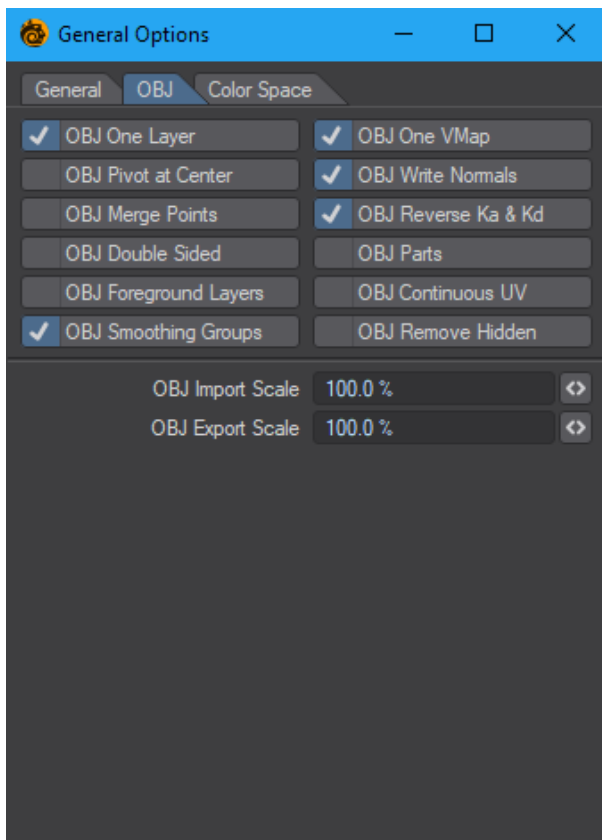 General Options
General OBJ Color Space
OBJ One Layer OBJ One VMap
OBJ Pivot at Center OBJ Write Normals
OBJ Merge Points OBJ Reverse Ka & Kd
OBJ Double Sided OBJ Parts
OBJ Foreground Layers OBJ Continuous UV
OBJ Smoothing Groups OBJ Remove Hidden
OBJ Import Scale 100.0 %
OBJ Export Scale 100.0 %